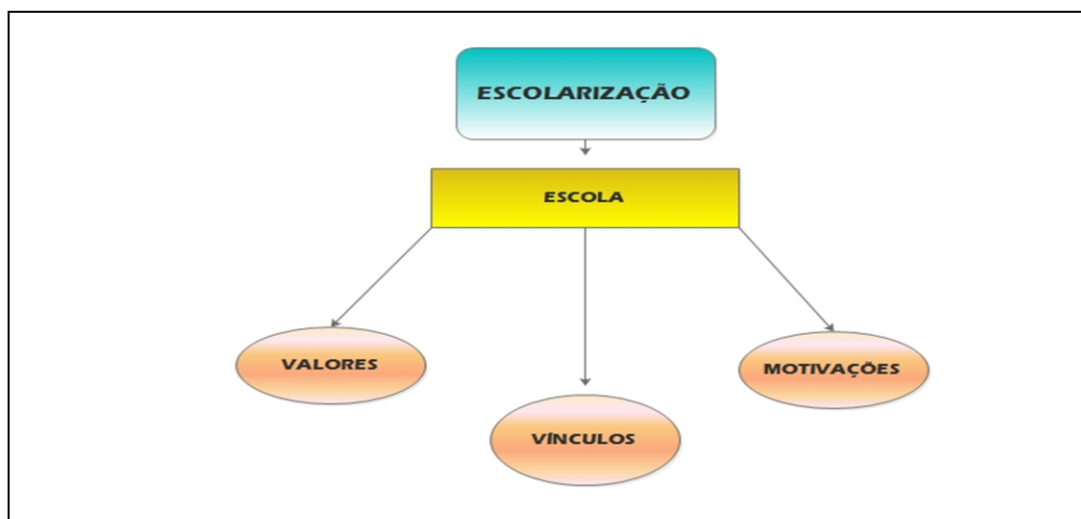 ESCOLARIZAÇÃO
ESCOLA
VALORES
MOTIVAÇÕES
VÍNCULOS